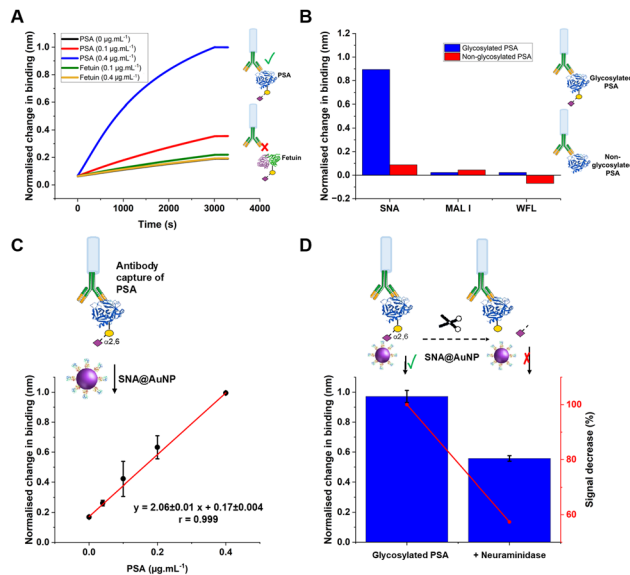 A
PSA (0 µg.mL⁻¹)
PSA (0.1 µg.mL⁻¹)
PSA (0.4 µg.mL⁻¹)
Fetuin (0.1 µg.mL⁻¹)
Fetuin (0.4 µg.mL⁻¹)
Normalised change in binding (nm)
1.0
0.8
0.6
0.4
0.2
0.0
0
1000
2000
3000
4000
Time (s)
PSA
Fetuin
B
Glycosylated PSA
Non-glycosylated PSA
Normalised change in binding (nm)
1.2
1.0
0.8
0.6
0.4
0.2
0.0
−0.2
SNA
MAL I
WFL
Glycosylated
PSA
Non-
glycosylated
PSA
C
Antibody
capture of
PSA
α2,6
SNA@AuNP
Normalised change in binding (nm)
1.0
0.8
0.6
0.4
0.2
0.0
y = 2.06±0.01 x + 0.17±0.004
r = 0.999
0.0
0.2
0.4
PSA (µg.mL⁻¹)
D
α2,6
SNA@AuNP
Normalised change in binding (nm)
1.0
0.8
0.6
0.4
0.2
0.0
100
80
60
Signal decrease (%)
Glycosylated PSA
+ Neuraminidase